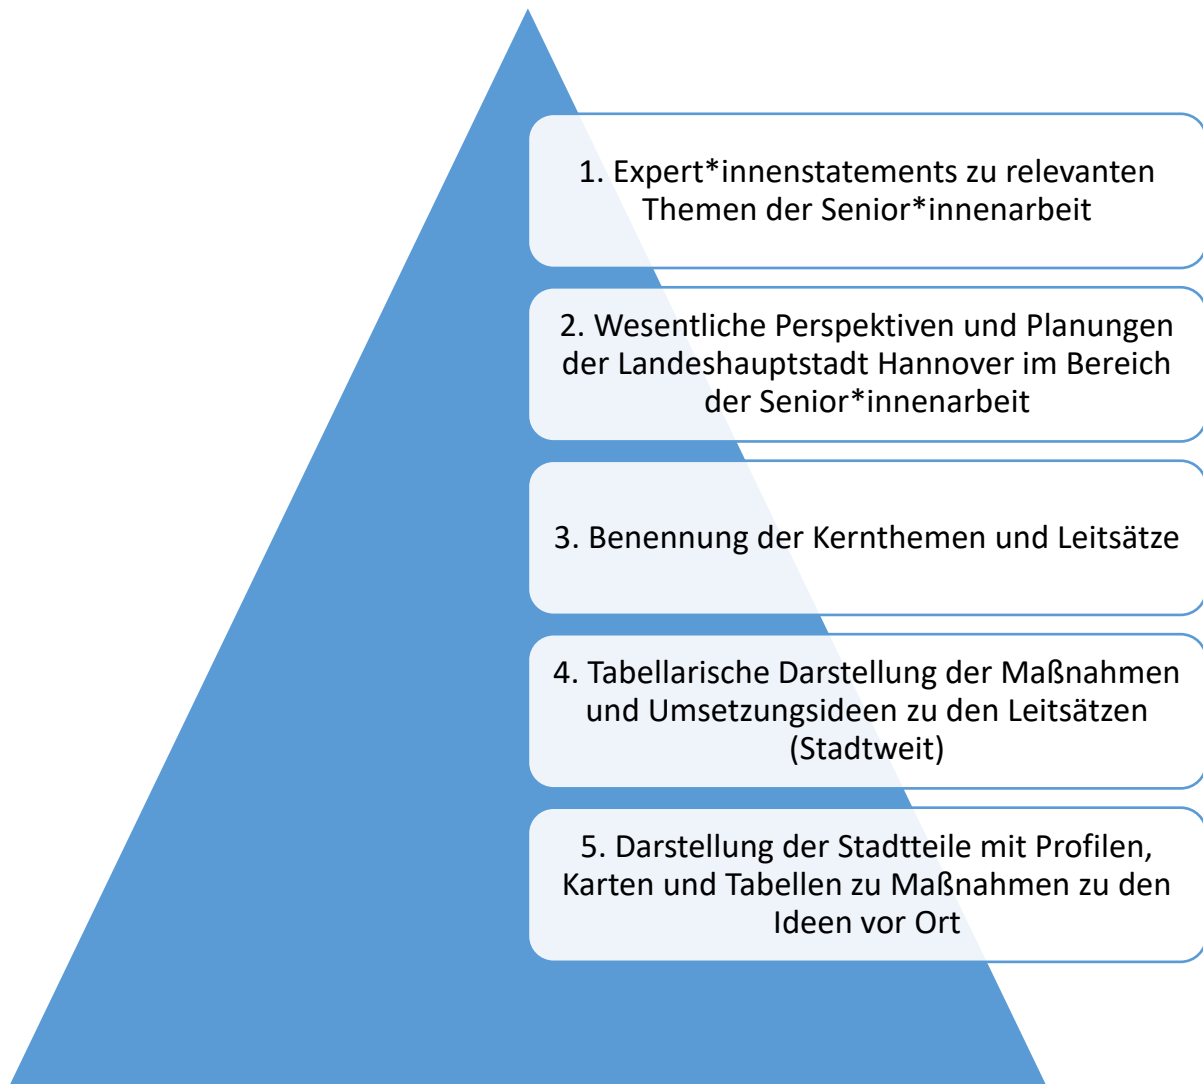 1. Expert*innenstatements zu relevanten
Themen der Senior*innenarbeit
2. Wesentliche Perspektiven und Planungen
der Landeshauptstadt Hannover im Bereich
der Senior*innenarbeit
3. Benennung der Kernthemen und Leitsätze
4. Tabellarische Darstellung der Maßnahmen
und Umsetzungsideen zu den Leitsätzen
(Stadtweit)
5. Darstellung der Stadtteile mit Profilen,
Karten und Tabellen zu Maßnahmen zu den
Ideen vor Ort